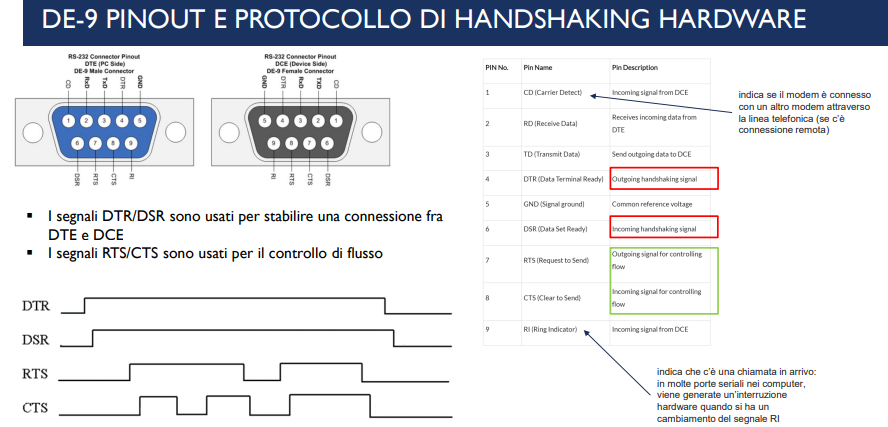 DE-9 PINOUT E PROTOCOLLO DI HANDSHAKING HARDWARE
RS-232 Connector Pinout
DTE (PC Side)
DE-9 Male Connector
CD RxD TxD DTR GND
1 2 3 4 5
6 7 8 9
DSR RTS CTS RI
RS-232 Connector Pinout
DCE (Device Side)
DE-9 Female Connector
GND DTR RxD TxD CD
5 4 3 2 1
9 8 7 6
RI CTS RTS DSR
▪ I segnali DTR/DSR sono usati per stabilire una connessione fra
DTE e DCE
▪ I segnali RTS/CTS sono usati per il controllo di flusso
DTR
DSR
RTS
CTS
PIN No. Pin Name Pin Description
1 CD (Carrier Detect) Incoming signal from DCE
2 RD (Receive Data) Receives incoming data from
DTE
3 TD (Transmit Data) Send outgoing data to DCE
4 DTR (Data Terminal Ready) Outgoing handshaking signal
5 GND (Signal ground) Common reference voltage
6 DSR (Data Set Ready) Incoming handshaking signal
7 RTS (Request to Send) Outgoing signal for controlling
flow
8 CTS (Clear to Send) Incoming signal for controlling
flow
9 RI (Ring Indicator) Incoming signal from DCE
indica se il modem è connesso
con un altro modem attraverso
la linea telefonica (se c'è
connessione remota)
indica che c'è una chiamata in arrivo:
in molte porte seriali nei computer,
viene generate un'interruzione
hardware quando si ha un
cambiamento del segnale RI